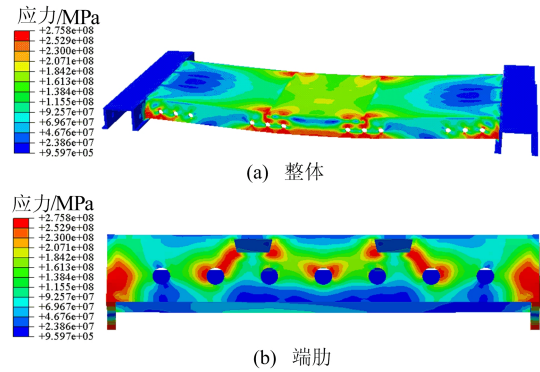 应力/MPa
+2.758e+08
+2.529e+08
+2.300e+08
+2.071e+08
+1.842e+08
+1.613e+08
+1.384e+08
+1.155e+08
+9.257e+07
+6.967e+07
+4.676e+07
+2.386e+07
+9.597e+05
(a) 整体
应力/MPa
+2.758e+08
+2.529e+08
+2.300e+08
+2.071e+08
+1.842e+08
+1.613e+08
+1.384e+08
+1.155e+08
+9.257e+07
+6.967e+07
+4.676e+07
+2.386e+07
+9.595e+05
(b) 端肋